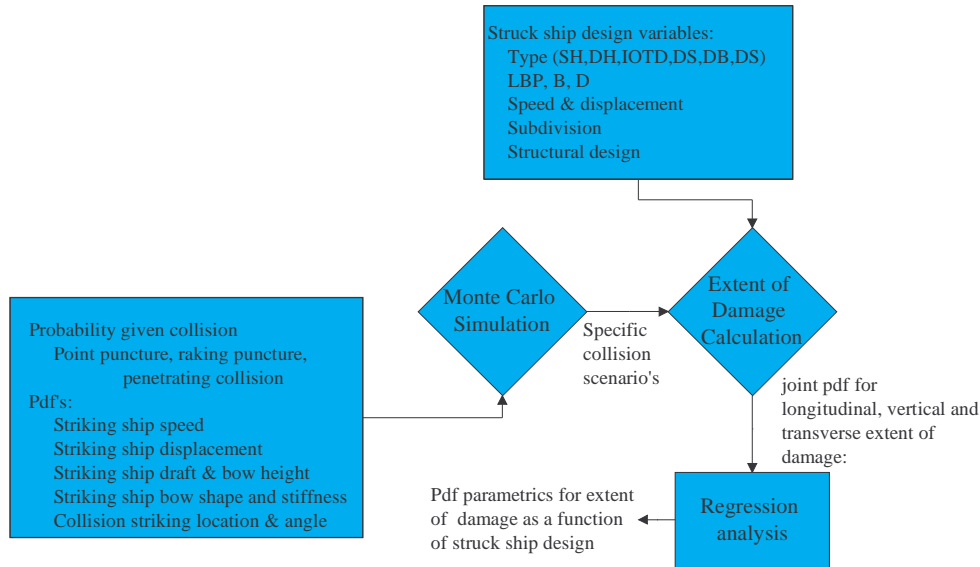 Struck ship design variables:
Type (SH,DH,IOTD,DS,DB,DS)
LBP, B, D
Speed & displacement
Subdivision
Structural design
Monte Carlo
Simulation
Specific
collision
scenario's
Extent of
Damage
Calculation
Probability given collision
Point puncture, raking puncture,
penetrating collision
Pdf's:
Striking ship speed
Striking ship displacement
Striking ship draft & bow height
Striking ship bow shape and stiffness
Collision striking location & angle
joint pdf for
longitudinal, vertical and
transverse extent of
damage:
Regression
analysis
Pdf parametrics for extent
of damage as a function
of struck ship design